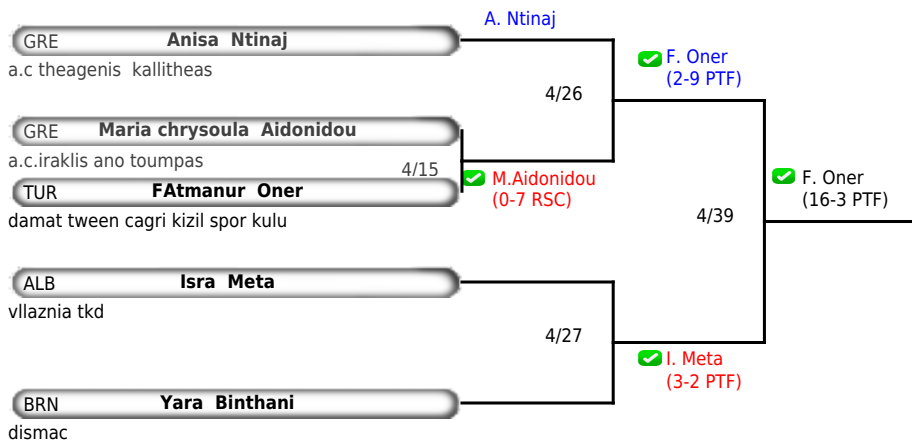 A. Ntinaj
GRE Anisa Ntinaj
a.c theagenis kallitheas
F. Oner
(2-9 PTF)
4/26
GRE Maria chrysoula Aidonidou
a.c.iraklis ano toumpas
4/15
M.Aidonidou
(0-7 RSC)
F. Oner
(16-3 PTF)
TUR FAtmanur Oner
damat tween cagri kizil spor kulu
4/39
ALB Isra Meta
vllaznia tkd
4/27
I. Meta
(3-2 PTF)
BRN Yara Binthani
dismac